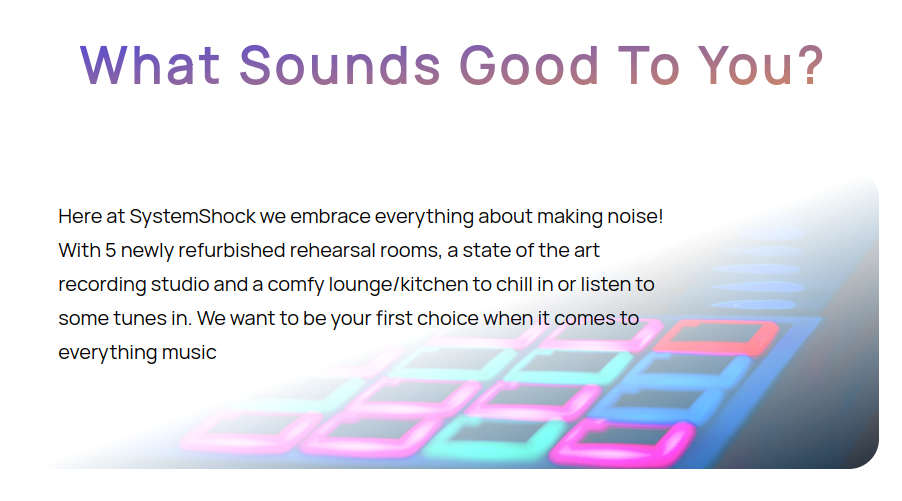 What Sounds Good To You?
Here at SystemShock we embrace everything about making noise!
With 5 newly refurbished rehearsal rooms, a state of the art
recording studio and a comfy lounge/kitchen to chill in or listen to
some tunes in. We want to be your first choice when it comes to
everything music